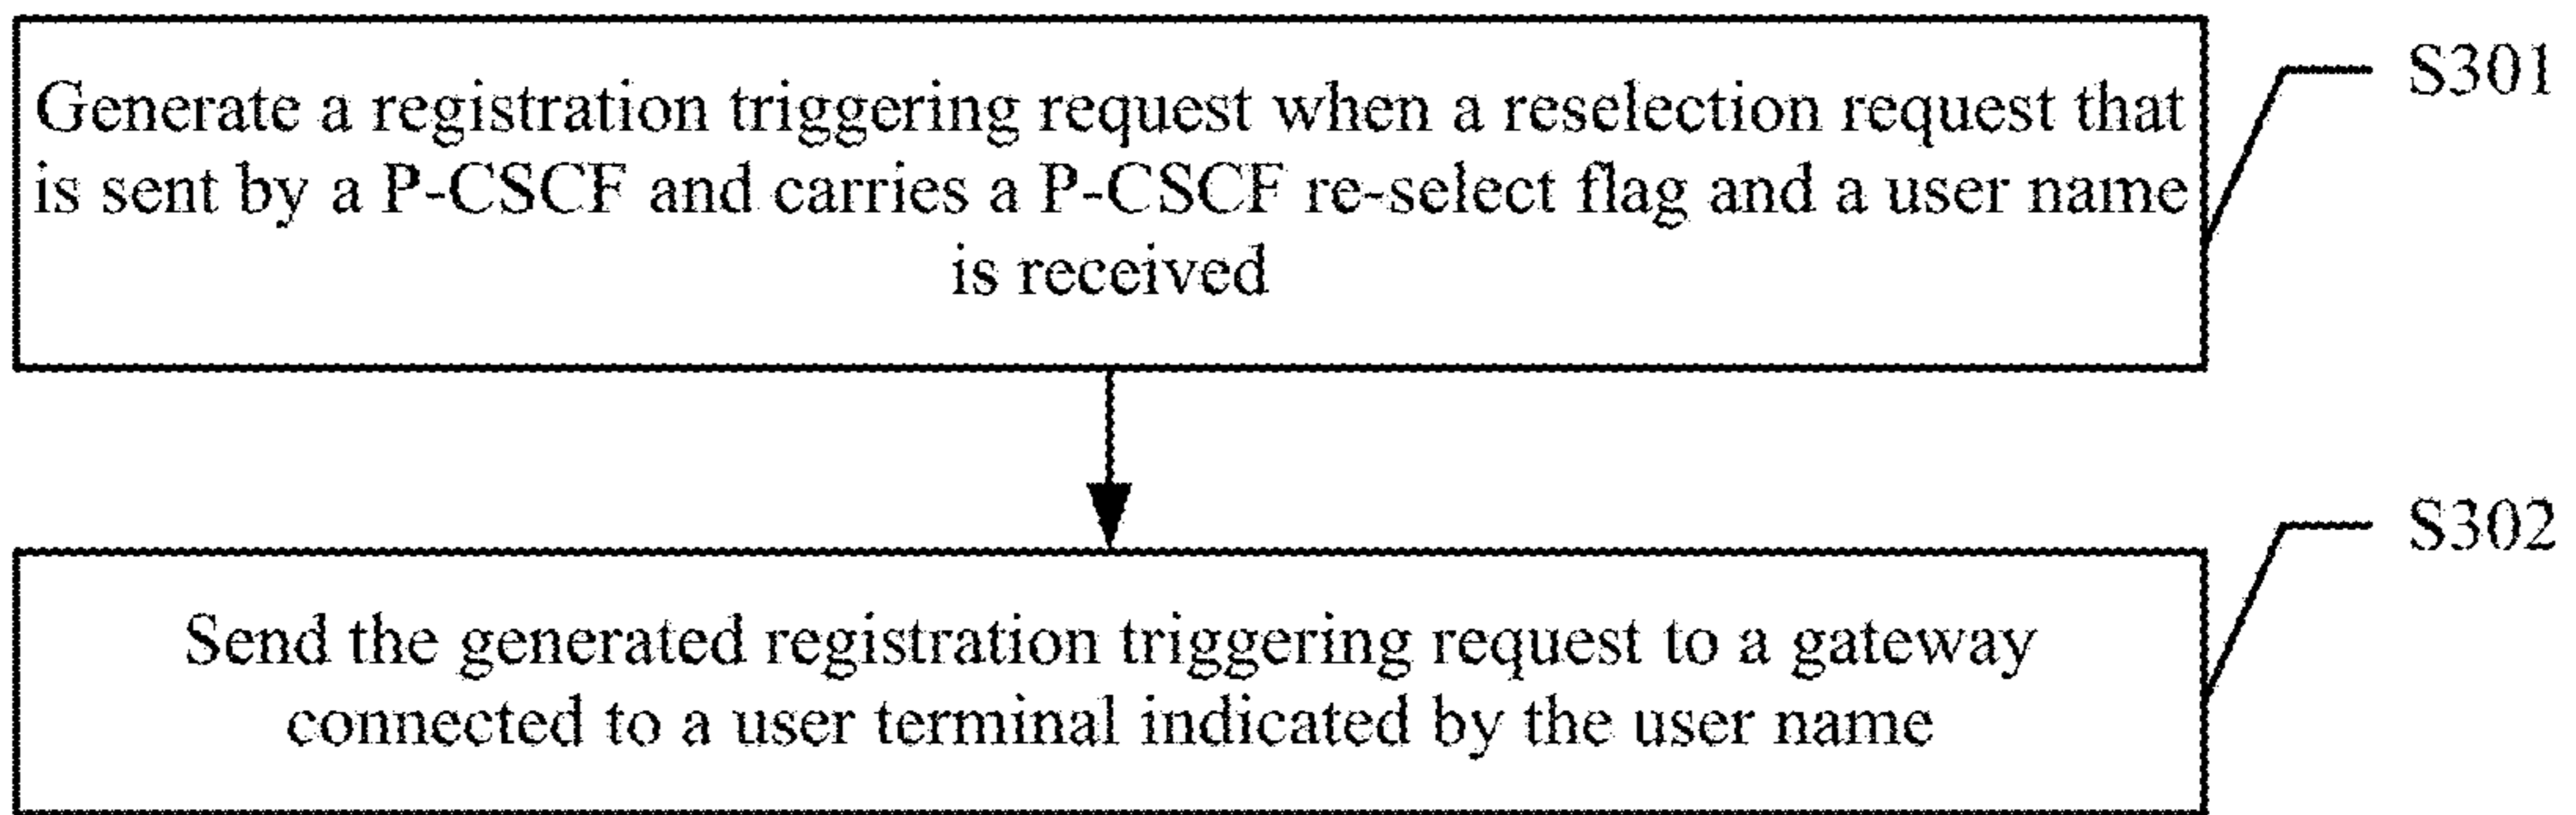 Generate a registration triggering request when a reselection request that
is sent by a P-CSCF and carries a P-CSCF re-select flag and a user name
is received
S301
Send the generated registration triggering request to a gateway
connected to a user terminal indicated by the user name
S302